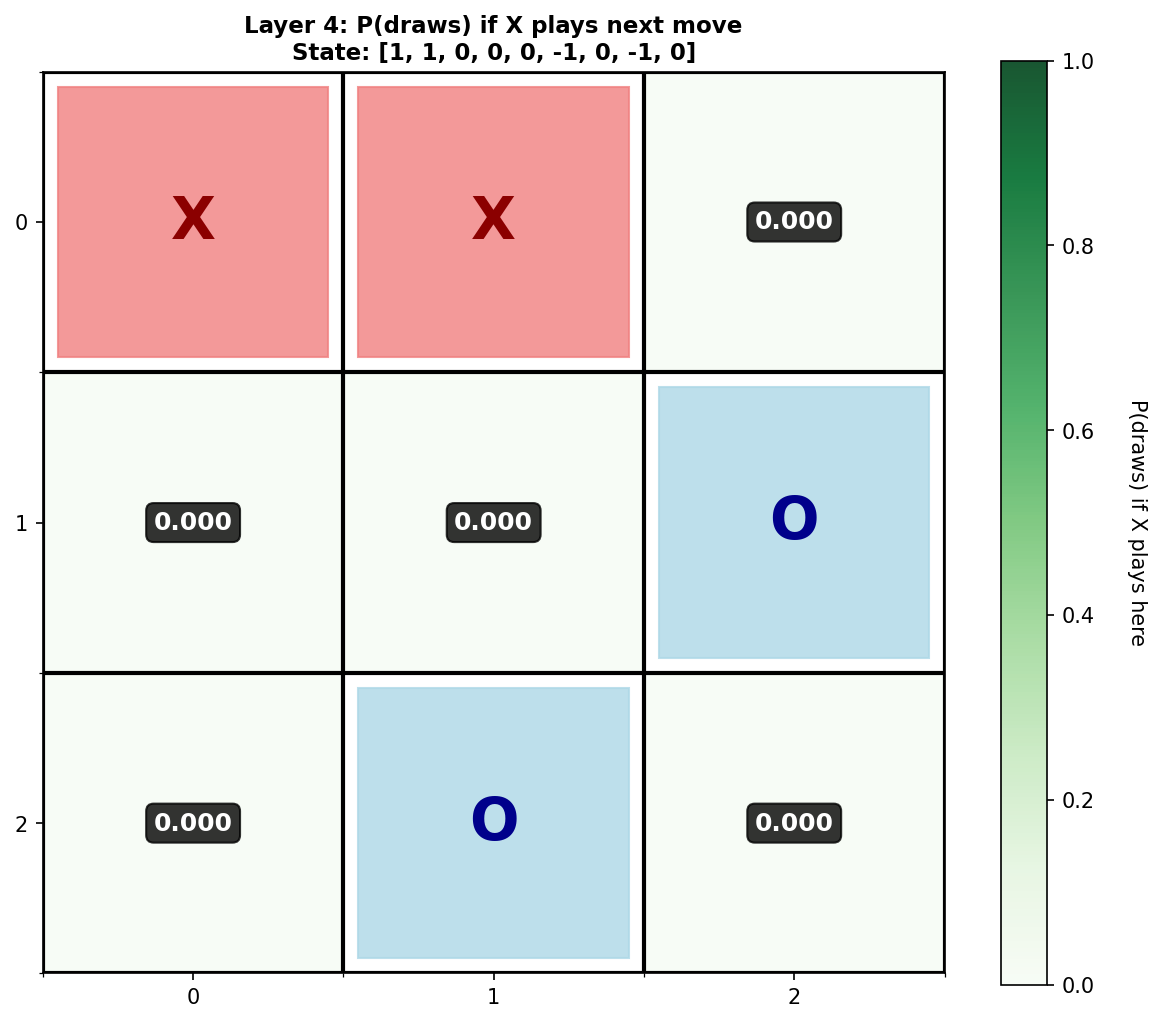 Layer 4: P(draws) if X plays next move
State: [1, 1, 0, 0, 0, -1, 0, -1, 0]
X
X
0.000
0.000
0.000
O
0.000
O
0.000
0
1
2
0
1
2
1.0
0.8
0.6
0.4
0.2
0.0
P(draws) if X plays here